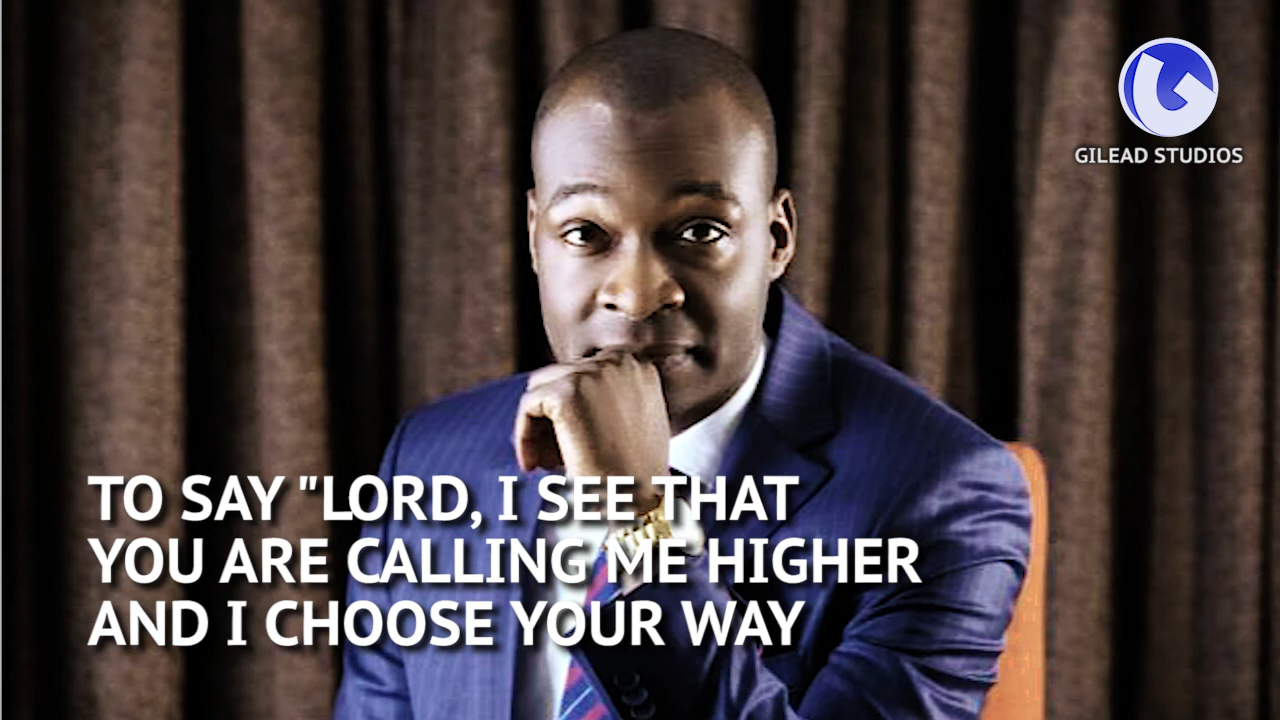 GILEAD STUDIOS
TO SAY "LORD, I SEE THAT
YOU ARE CALLING ME HIGHER
AND I CHOOSE YOUR WAY